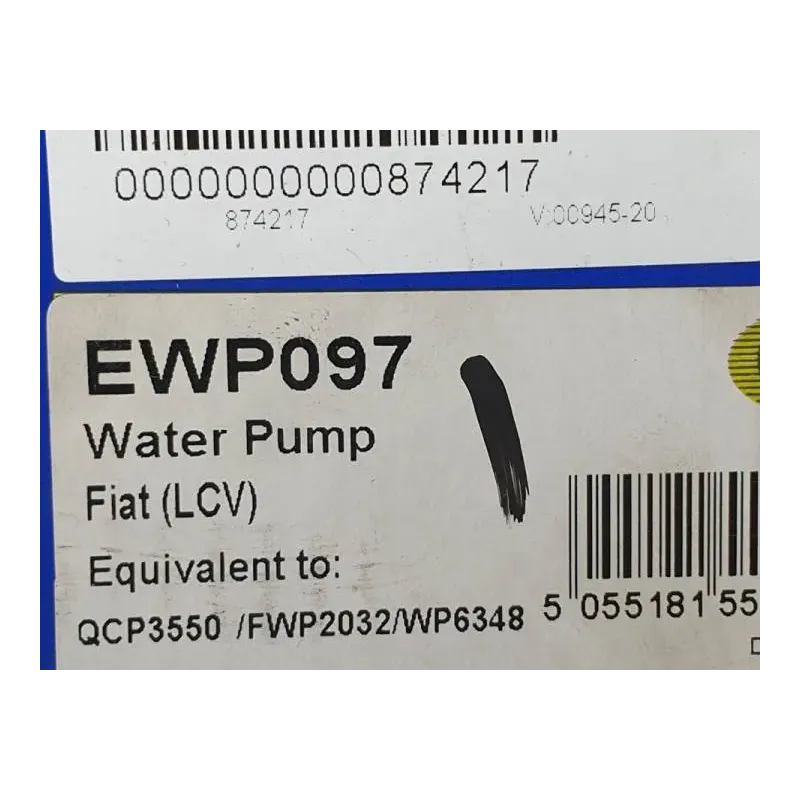 0000000000874217
874217 V:00945-20
EWP097
Water Pump
Fiat (LCV)
Equivalent to:
QCP3550 /FWP2032/WP6348
5 055181 55